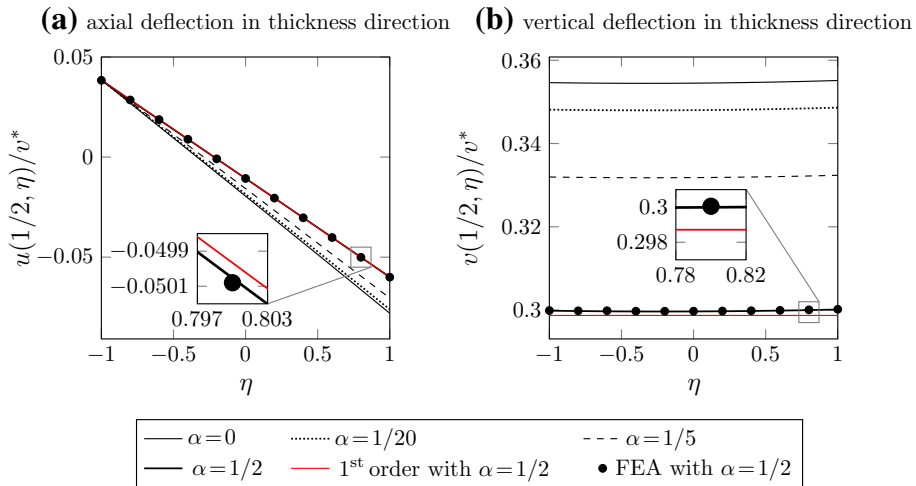 (a) axial deflection in thickness direction
u(1/2, η)/v*
0.05
0
−0.05
−0.0499
−0.0501
0.797 0.803
−1 −0.5 0 0.5 1
η
(b) vertical deflection in thickness direction
v(1/2, η)/v*
0.36
0.34
0.32
0.3
0.3
0.298
0.78 0.82
−1 −0.5 0 0.5 1
η
α=0 α=1/20 α=1/5
α=1/2 1st order with α=1/2 FEA with α=1/2